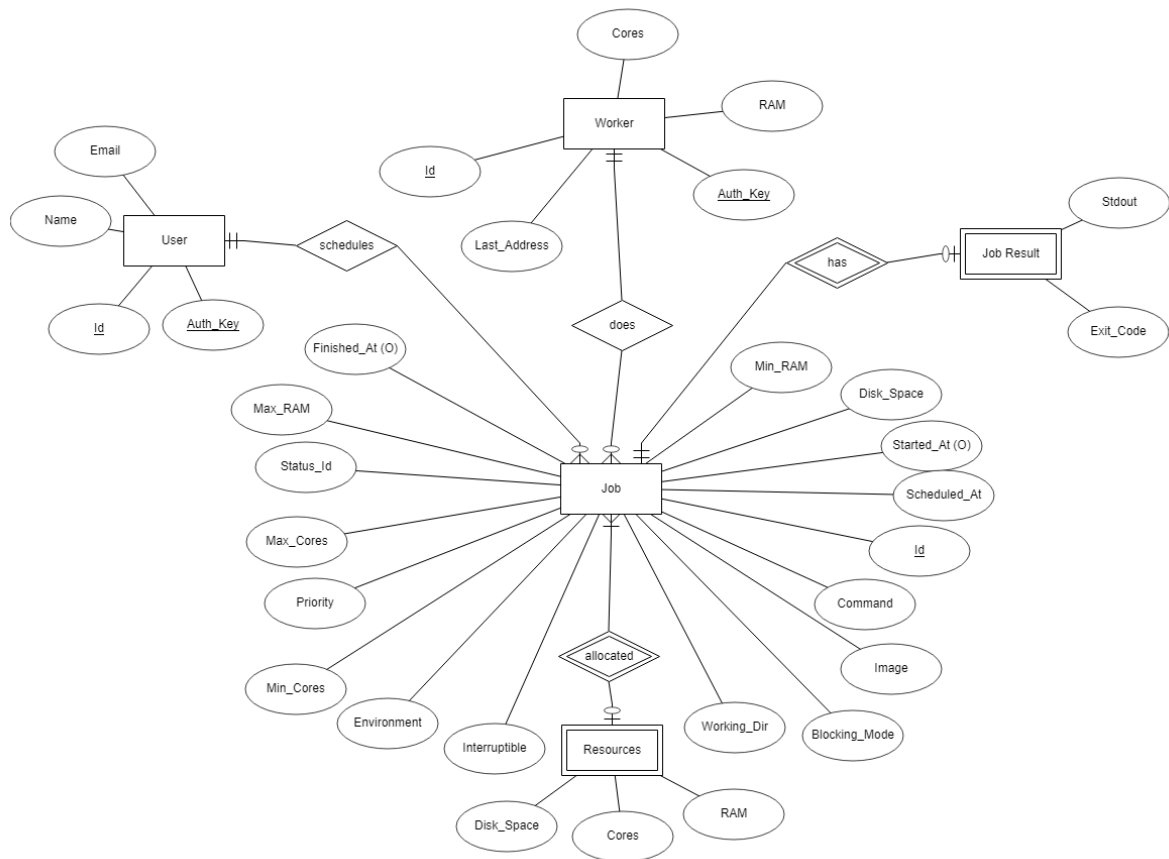 Cores
RAM
Worker
Email
Id
Auth_Key
Stdout
Name
User
schedules
Last_Address
has
Job Result
Id
Auth_Key
does
Exit_Code
Finished_At (O)
Min_RAM
Disk_Space
Max_RAM
Started_At (O)
Status_Id
Job
Scheduled_At
Max_Cores
Id
Priority
Command
allocated
Image
Min_Cores
Environment
Interruptible
Working_Dir
Blocking_Mode
Resources
Disk_Space
Cores
RAM